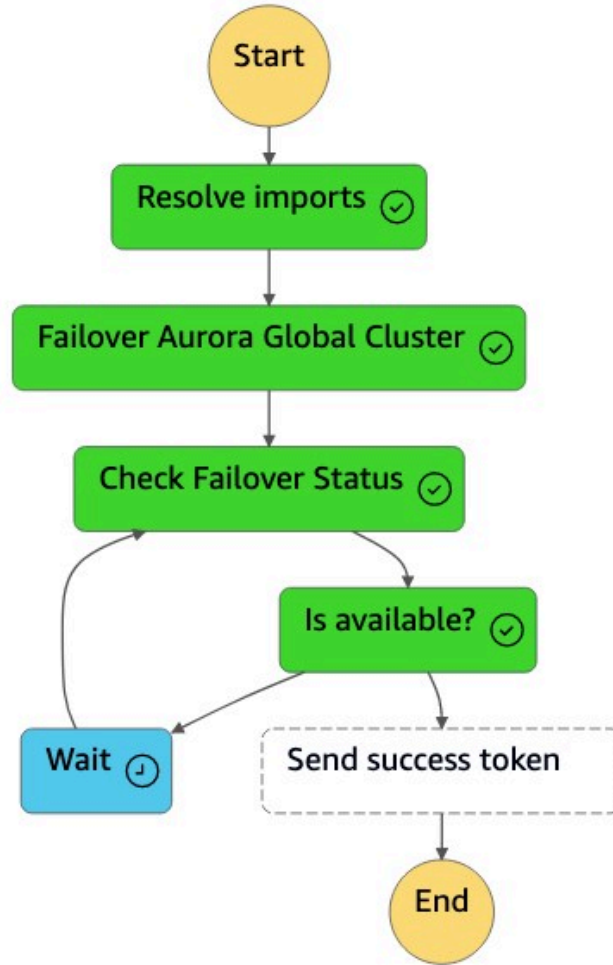 Start
Resolve imports
Failover Aurora Global Cluster
Check Failover Status
Is available?
Wait
Send success token
End